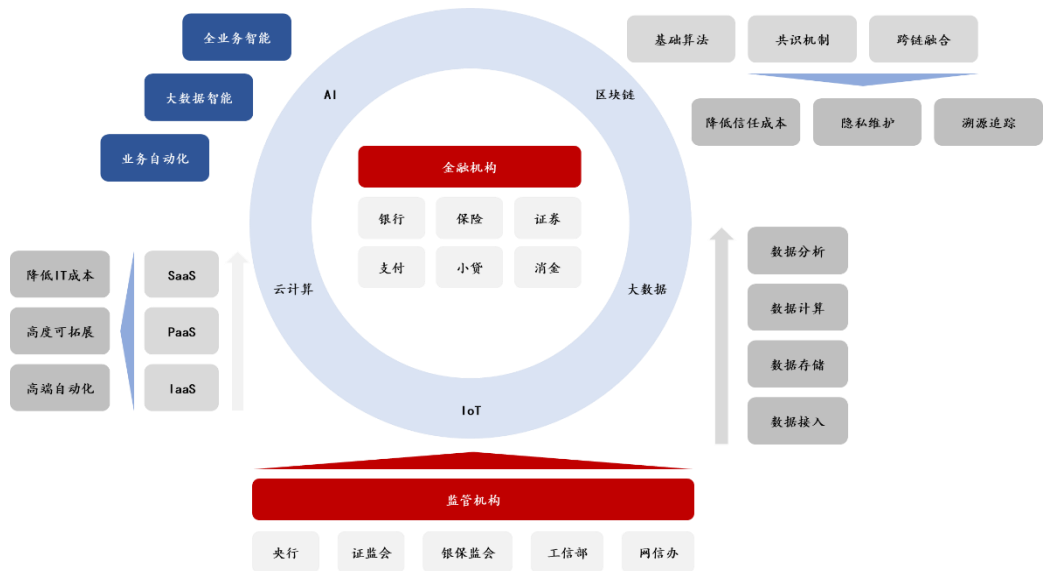 全业务智能
大数据智能
业务自动化
基础算法
共识机制
跨链融合
降低信任成本
隐私维护
溯源追踪
AI
区块链
云计算
大数据
IoT
金融机构
银行
保险
证券
支付
小贷
消金
降低IT成本
高度可拓展
高端自动化
SaaS
PaaS
IaaS
数据分析
数据计算
数据存储
数据接入
监管机构
央行
证监会
银保监会
工信部
网信办